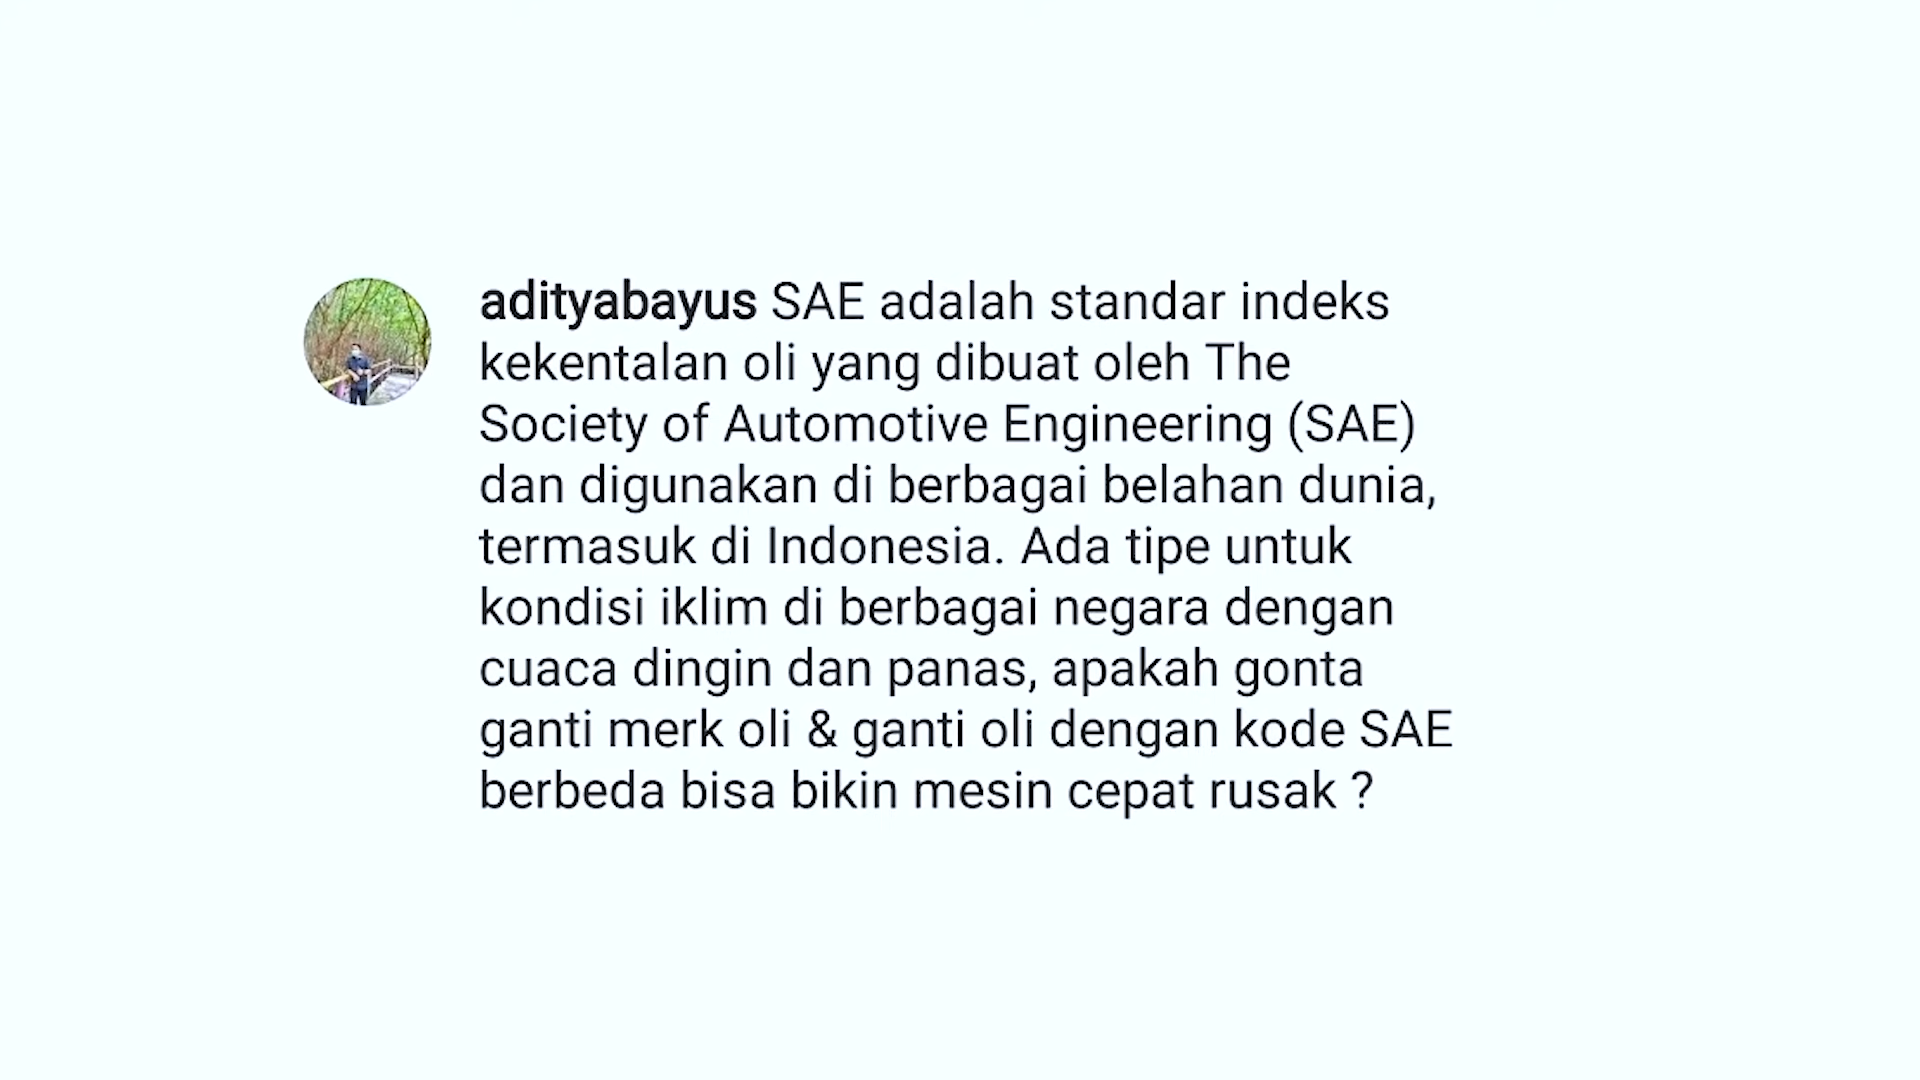 adityabayus SAE adalah standar indeks
kekentalan oli yang dibuat oleh The
Society of Automotive Engineering (SAE)
dan digunakan di berbagai belahan dunia,
termasuk di Indonesia. Ada tipe untuk
kondisi iklim di berbagai negara dengan
cuaca dingin dan panas, apakah gonta
ganti merk oli & ganti oli dengan kode SAE
berbeda bisa bikin mesin cepat rusak ?